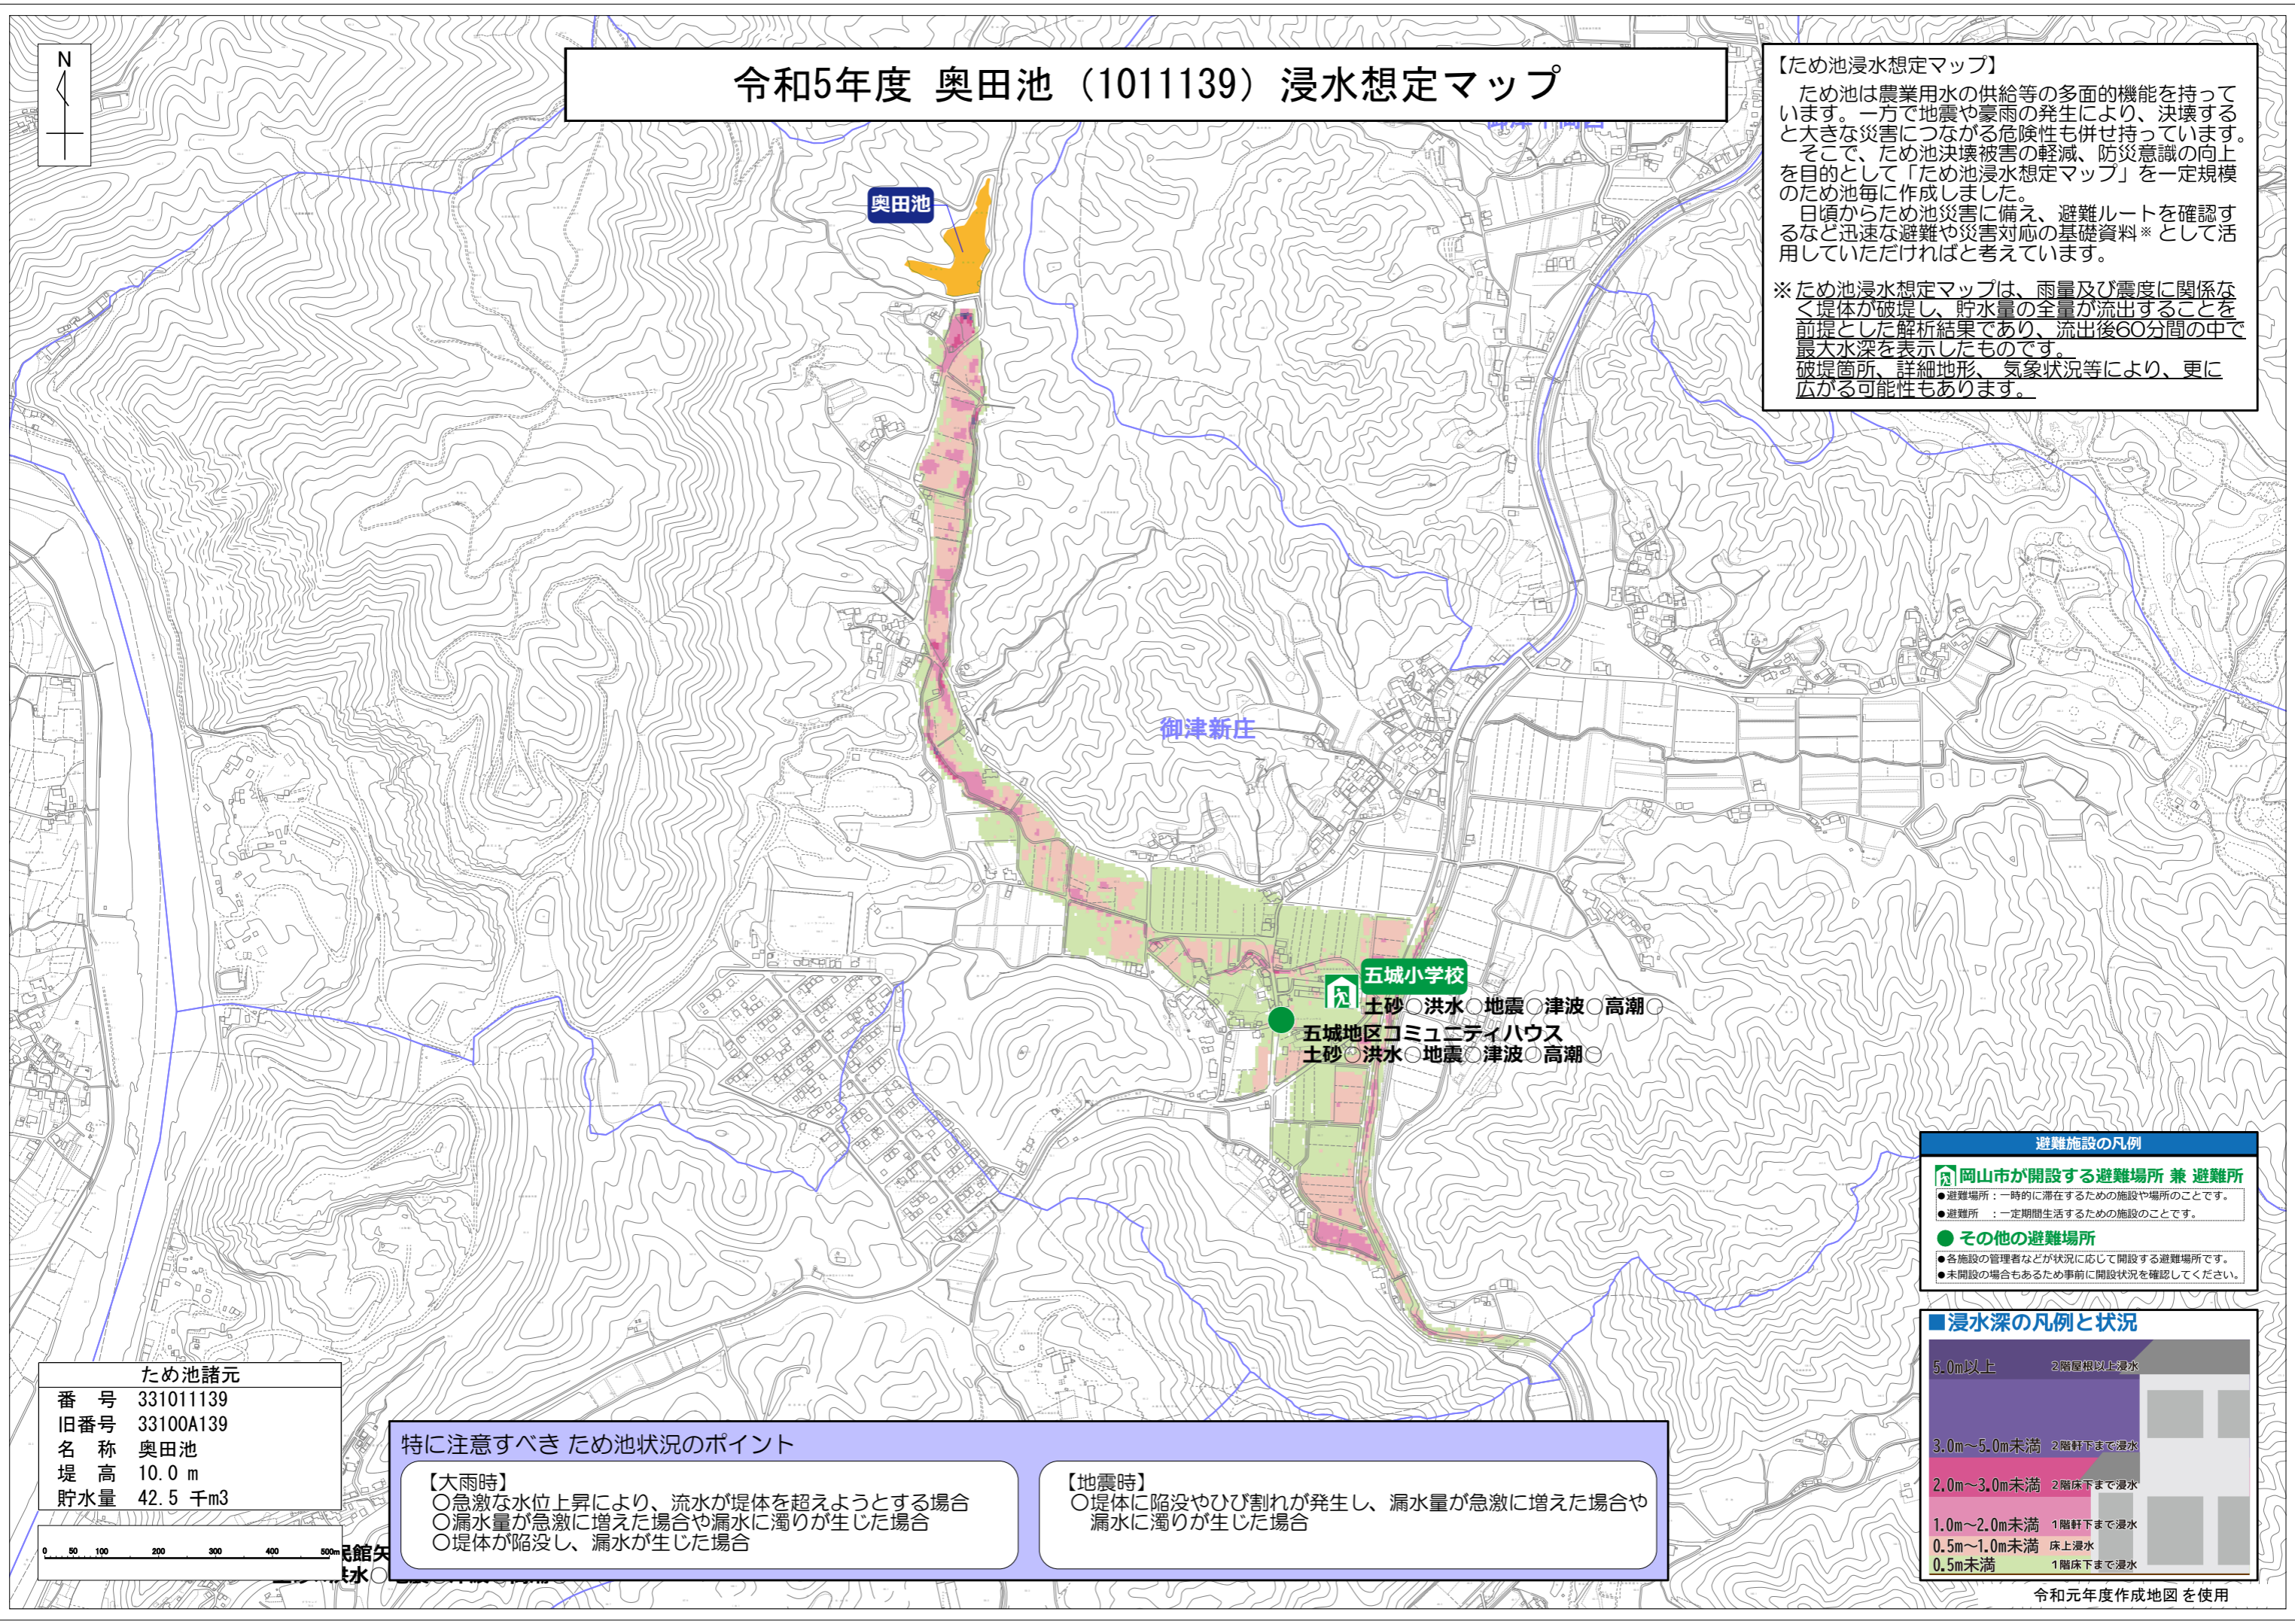 N
令和5年度 奥田池（1011139）浸水想定マップ
【ため池浸水想定マップ】
ため池は農業用水の供給等の多面的機能を持って
います。一方で地震や豪雨の発生により、決壊する
と大きな災害につながる危険性も併せ持っています。
そこで、ため池決壊被害の軽減、防災意識の向上
を目的として「ため池浸水想定マップ」を一定規模
のため池毎に作成しました。
日頃からため池災害に備え、避難ルートを確認す
るなど迅速な避難や災害対応の基礎資料※として活
用していただければと考えています。
※ため池浸水想定マップは、雨量及び震度に関係な
く堤体が破堤し、貯水量の全量が流出することを
前提とした解析結果であり、流出後60分間の中で
最大水深を表示したものです。
破堤箇所、詳細地形、 気象状況等により、更に
広がる可能性もあります。
奥田池
御津新庄
五城小学校
土砂○洪水○地震○津波○高潮○
五城地区コミュニティハウス
土砂○洪水○地震○津波○高潮○
避難施設の凡例
岡山市が開設する避難場所 兼 避難所
●避難場所：一時的に滞在するための施設や場所のことです。
●避難所　：一定期間生活するための施設のことです。
● その他の避難場所
●各施設の管理者などが状況に応じて開設する避難場所です。
●未開設の場合もあるため事前に開設状況を確認してください。
■浸水深の凡例と状況
5.0m以上 2階屋根以上浸水
3.0m～5.0m未満 2階軒下まで浸水
2.0m～3.0m未満 2階床下まで浸水
1.0m～2.0m未満 1階軒下まで浸水
0.5m～1.0m未満 床上浸水
0.5m未満 1階床下まで浸水
令和元年度作成地図を使用
ため池諸元
番 号 331011139
旧番号 33100A139
名 称 奥田池
堤 高 10.0 m
貯水量 42.5 千m3
0 50 100 200 300 400 500m
民館矢
洪水○
特に注意すべき ため池状況のポイント
【大雨時】
○急激な水位上昇により、流水が堤体を超えようとする場合
○漏水量が急激に増えた場合や漏水に濁りが生じた場合
○堤体が陥没し、漏水が生じた場合
【地震時】
○堤体に陥没やひび割れが発生し、漏水量が急激に増えた場合や
漏水に濁りが生じた場合